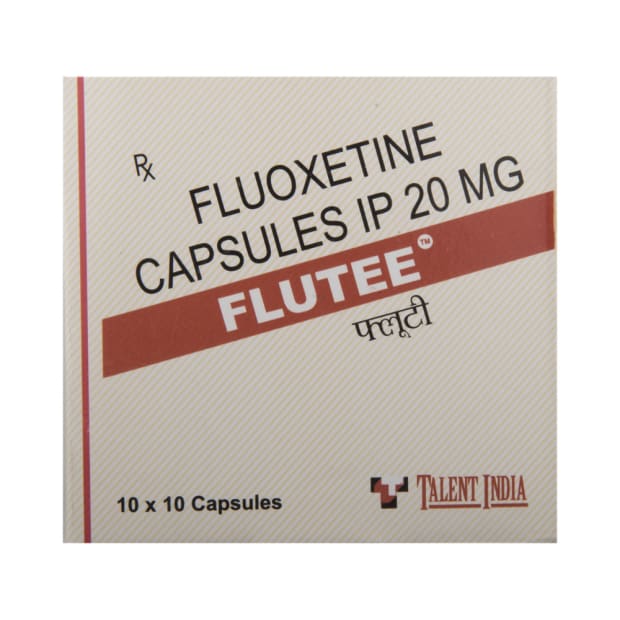 Rx
FLUOXETINE
CAPSULES IP 20 MG
FLUTEE™
फ्लूटी
10 x 10 Capsules
TALENT INDIA